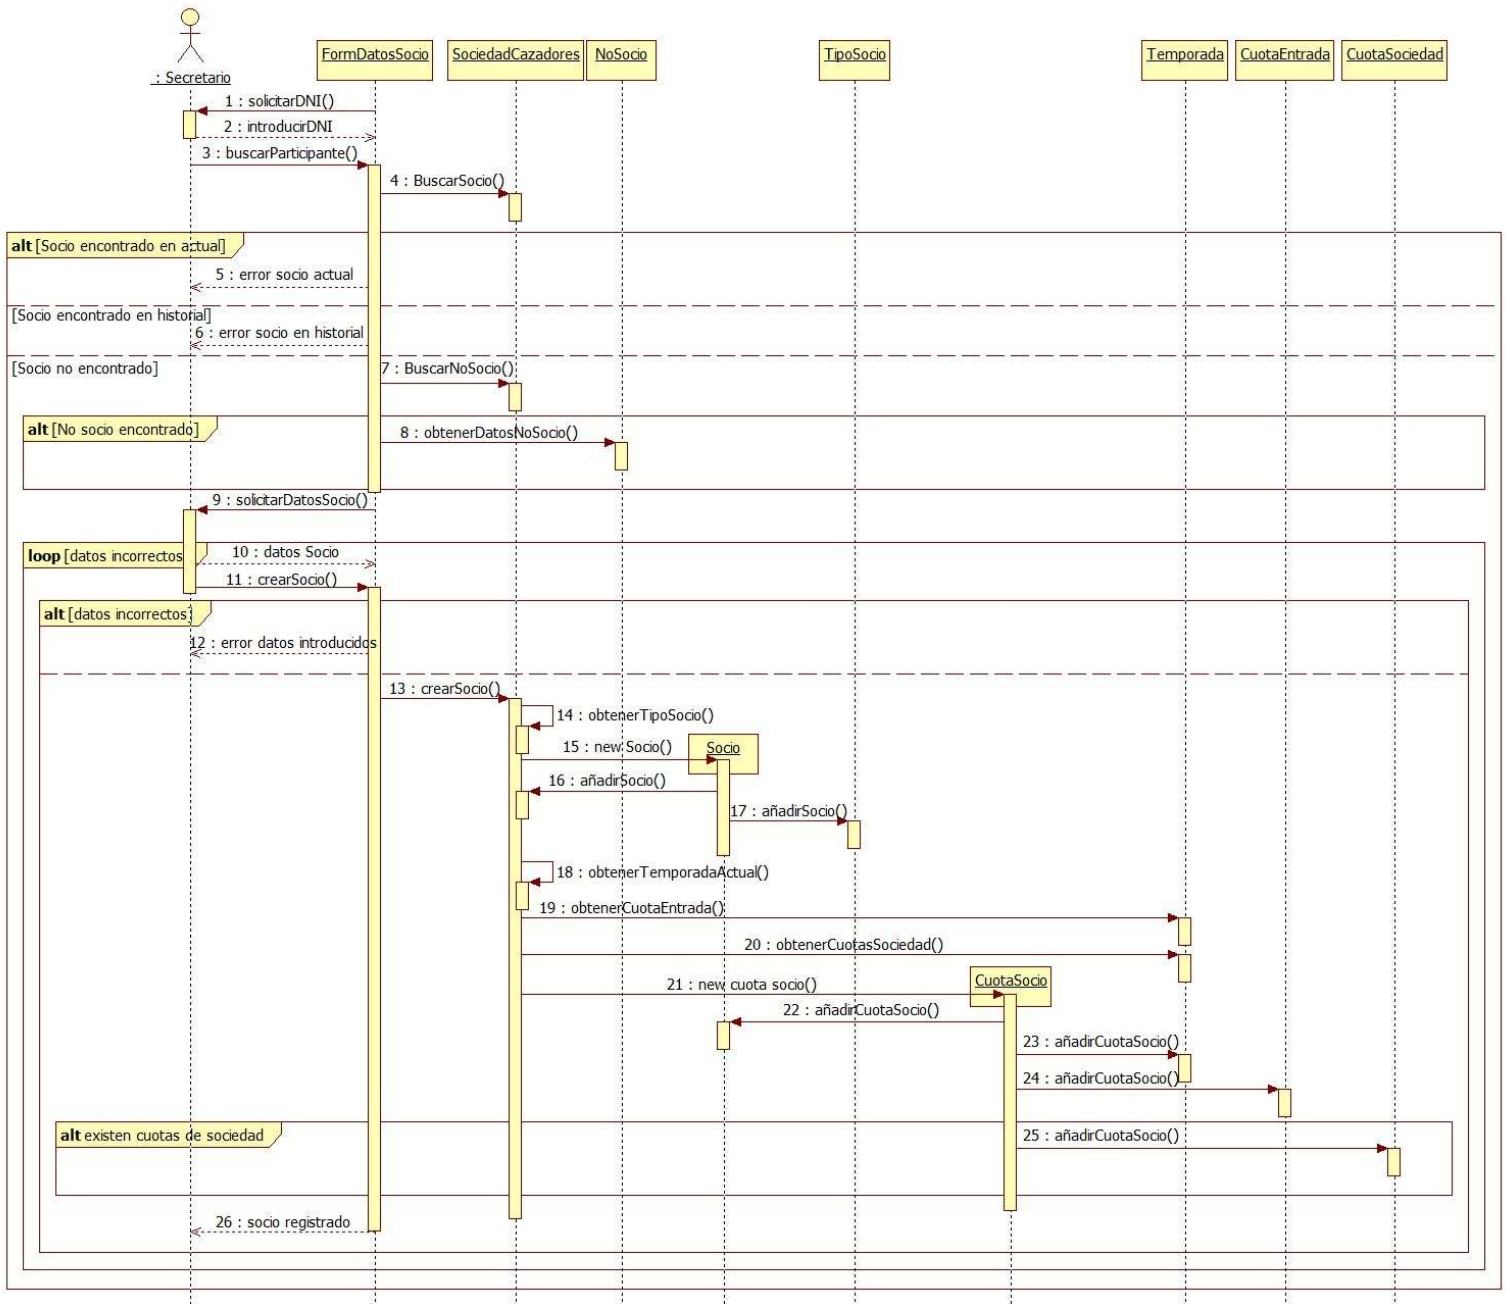 : Secretario
FormDatosSocio
SociedadCazadores
NoSocio
TipoSocio
Temporada
CuotaEntrada
CuotaSociedad
1 : solicitarDNI()
2 : introducirDNI
3 : buscarParticipante()
4 : BuscarSocio()
alt [Socio encontrado en actual]
5 : error socio actual
[Socio encontrado en historial]
6 : error socio en historial
[Socio no encontrado]
7 : BuscarNoSocio()
alt [No socio encontrado]
8 : obtenerDatosNoSocio()
9 : solicitarDatosSocio()
loop [datos incorrectos]
10 : datos Socio
11 : crearSocio()
alt [datos incorrectos]
12 : error datos introducidos
13 : crearSocio()
14 : obtenerTipoSocio()
15 : new Socio()
Socio
16 : añadirSocio()
17 : añadirSocio()
18 : obtenerTemporadaActual()
19 : obtenerCuotaEntrada()
20 : obtenerCuotasSociedad()
21 : new cuota socio()
CuotaSocio
22 : añadirCuotaSocio()
23 : añadirCuotaSocio()
24 : añadirCuotaSocio()
alt existen cuotas de sociedad
25 : añadirCuotaSocio()
26 : socio registrado